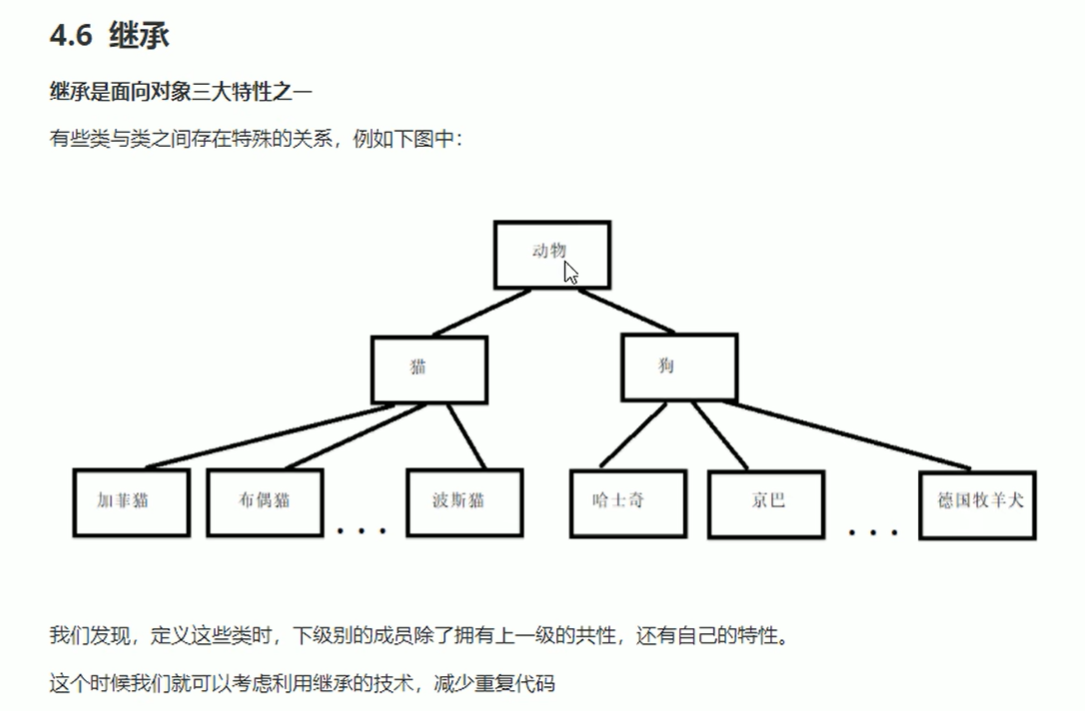 4.6 继承
继承是面向对象三大特性之一
有些类与类之间存在特殊的关系，例如下图中：
动物
猫
狗
加菲猫
布偶猫
...
波斯猫
哈士奇
京巴
...
德国牧羊犬
我们发现，定义这些类时，下级别的成员除了拥有上一级的共性，还有自己的特性。
这个时候我们就可以考虑利用继承的技术，减少重复代码